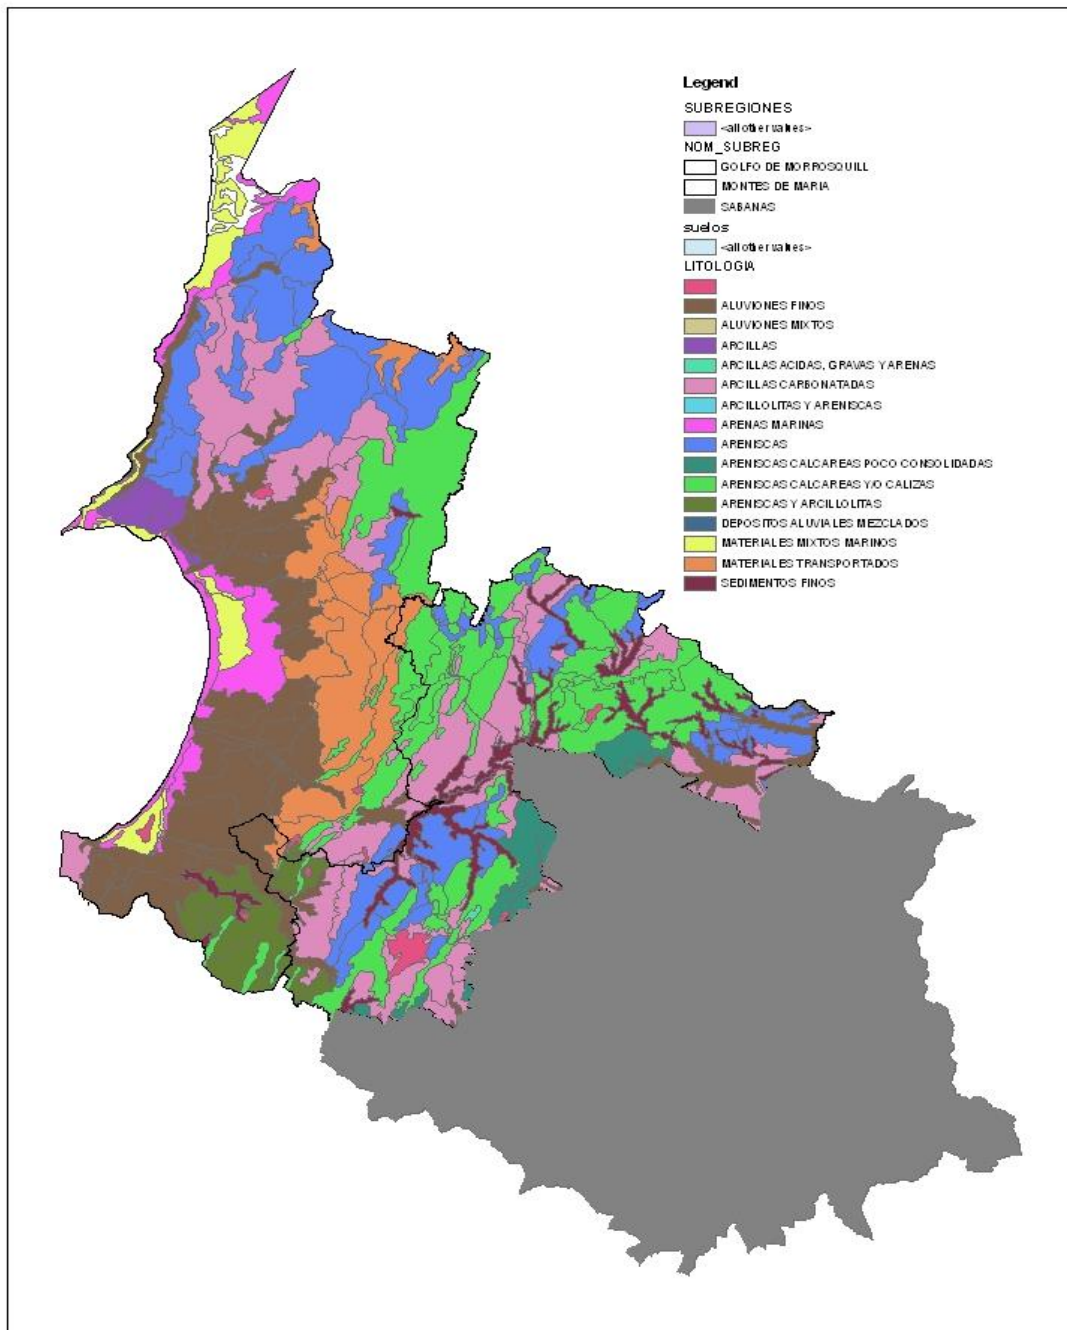 Legend
SUBREGIONES
<all other values>
NOM_SUBREG
GOLFO DE MORROSQUILL
MONTES DE MARIA
SABANAS
suelos
<all other values>
LITOLOGIA
ALUVIONES FINOS
ALUVIONES MIXTOS
ARCILLAS
ARCILLAS ACIDAS, GRAVAS Y ARENAS
ARCILLAS CARBONATADAS
ARCILLOLITAS Y ARENISCAS
ARENAS MARINAS
ARENISCAS
ARENISCAS CALCAREAS POCO CONSOLIDADAS
ARENISCAS CALCAREAS Y/O CALIZAS
ARENISCAS Y ARCILLOLITAS
DEPOSITOS ALUVIALES MEZCLADOS
MATERIALES MIXTOS MARINOS
MATERIALES TRANSPORTADOS
SEDIMENTOS FINOS